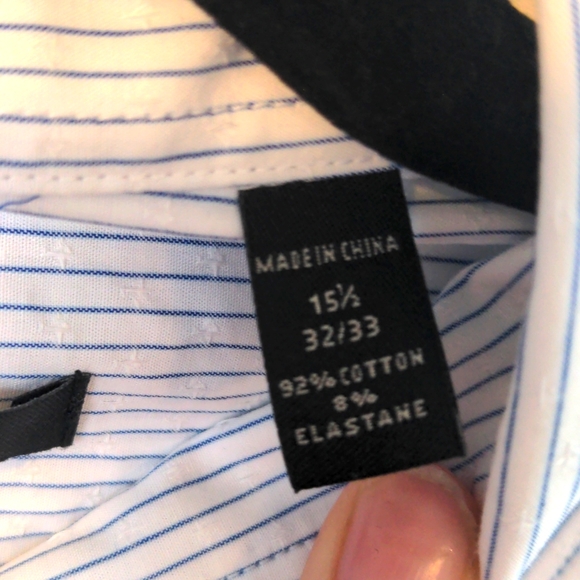 MADE IN CHINA
15½
32/33
92% COTTON
8%
ELASTANE